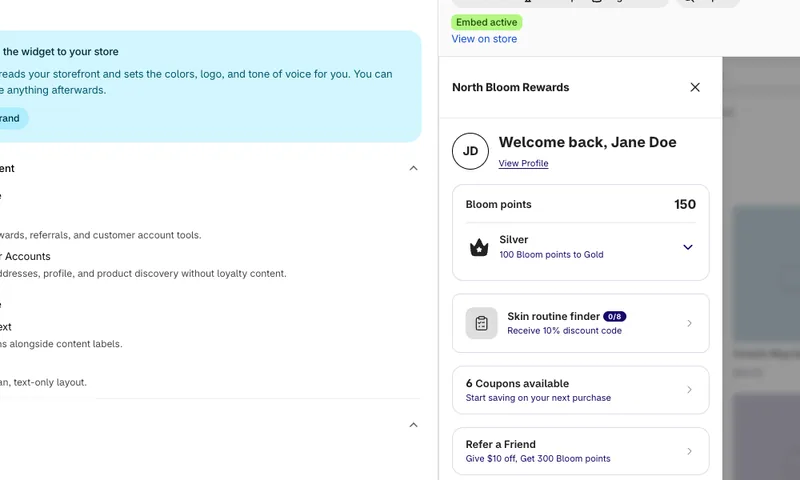 Embed active
View on store
the widget to your store
reads your storefront and sets the colors, logo, and tone of voice for you. You can
anything afterwards.
rand
ent
wards, referrals, and customer account tools.
Accounts
ddresses, profile, and product discovery without loyalty content.
ext
ns alongside content labels.
an, text-only layout.
North Bloom Rewards
JD
Welcome back, Jane Doe
View Profile
Bloom points
150
Silver
100 Bloom points to Gold
Skin routine finder 0/8
Receive 10% discount code
6 Coupons available
Start saving on your next purchase
Refer a Friend
Give $10 off, Get 300 Bloom points